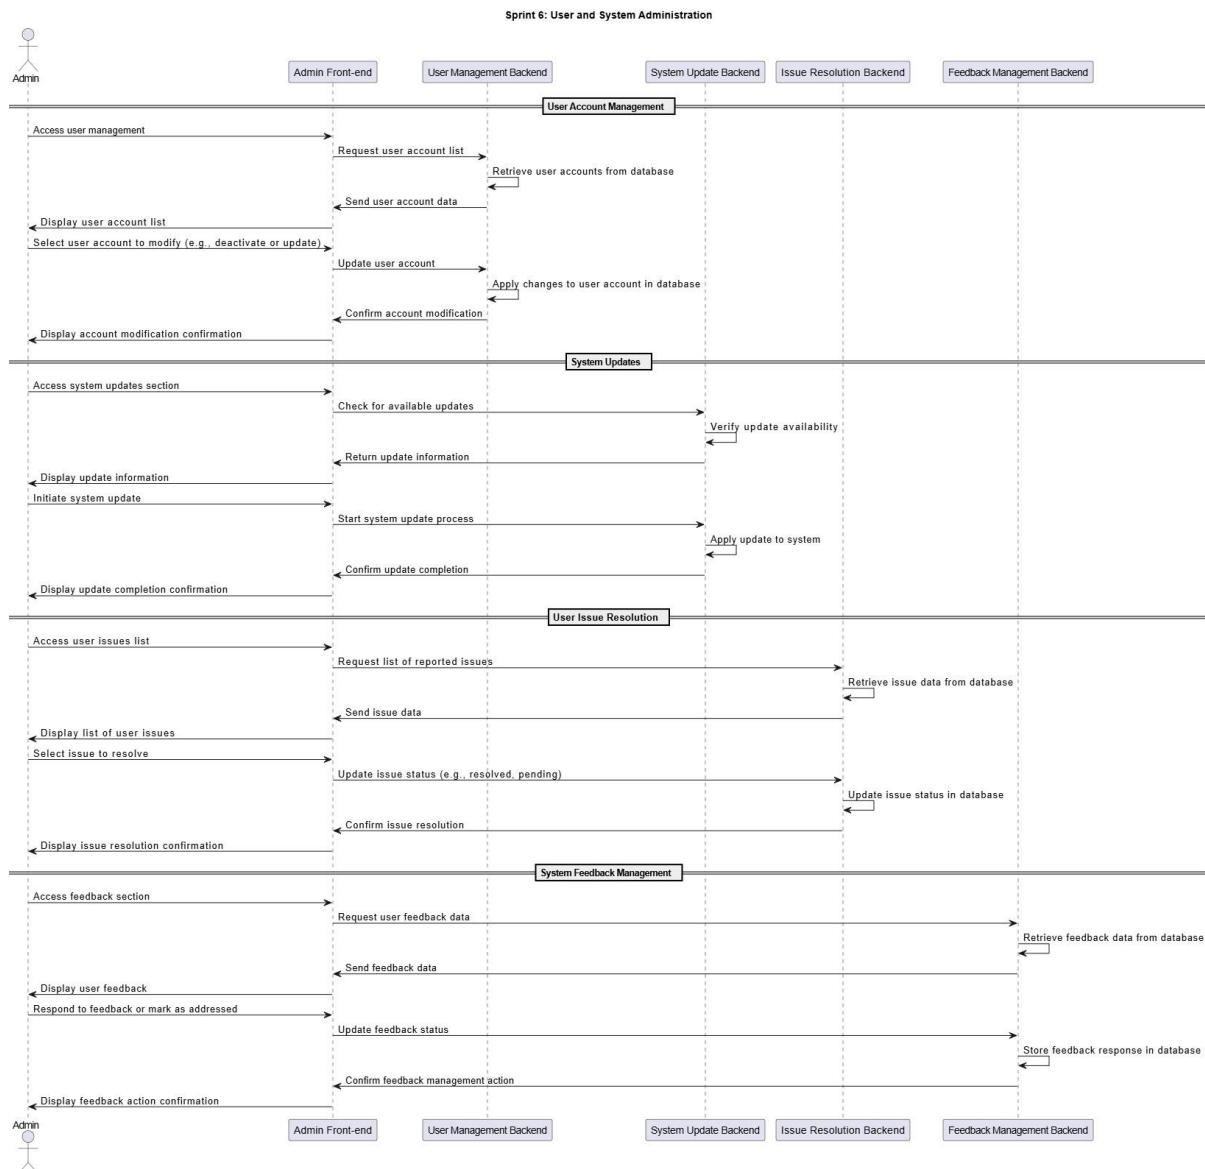 Sprint 6: User and System Administration
Admin
Admin Front-end
User Management Backend
System Update Backend
Issue Resolution Backend
Feedback Management Backend
User Account Management
Access user management
Request user account list
Retrieve user accounts from database
Send user account data
Display user account list
Select user account to modify (e.g., deactivate or update)
Update user account
Apply changes to user account in database
Confirm account modification
Display account modification confirmation
System Updates
Access system updates section
Check for available updates
Verify update availability
Return update information
Display update information
Initiate system update
Start system update process
Apply update to system
Confirm update completion
Display update completion confirmation
User Issue Resolution
Access user issues list
Request list of reported issues
Retrieve issue data from database
Send issue data
Display list of user issues
Select issue to resolve
Update issue status (e.g., resolved, pending)
Update issue status in database
Confirm issue resolution
Display issue resolution confirmation
System Feedback Management
Access feedback section
Request user feedback data
Retrieve feedback data from database
Send feedback data
Display user feedback
Respond to feedback or mark as addressed
Update feedback status
Store feedback response in database
Confirm feedback management action
Display feedback action confirmation
Admin
Admin Front-end
User Management Backend
System Update Backend
Issue Resolution Backend
Feedback Management Backend